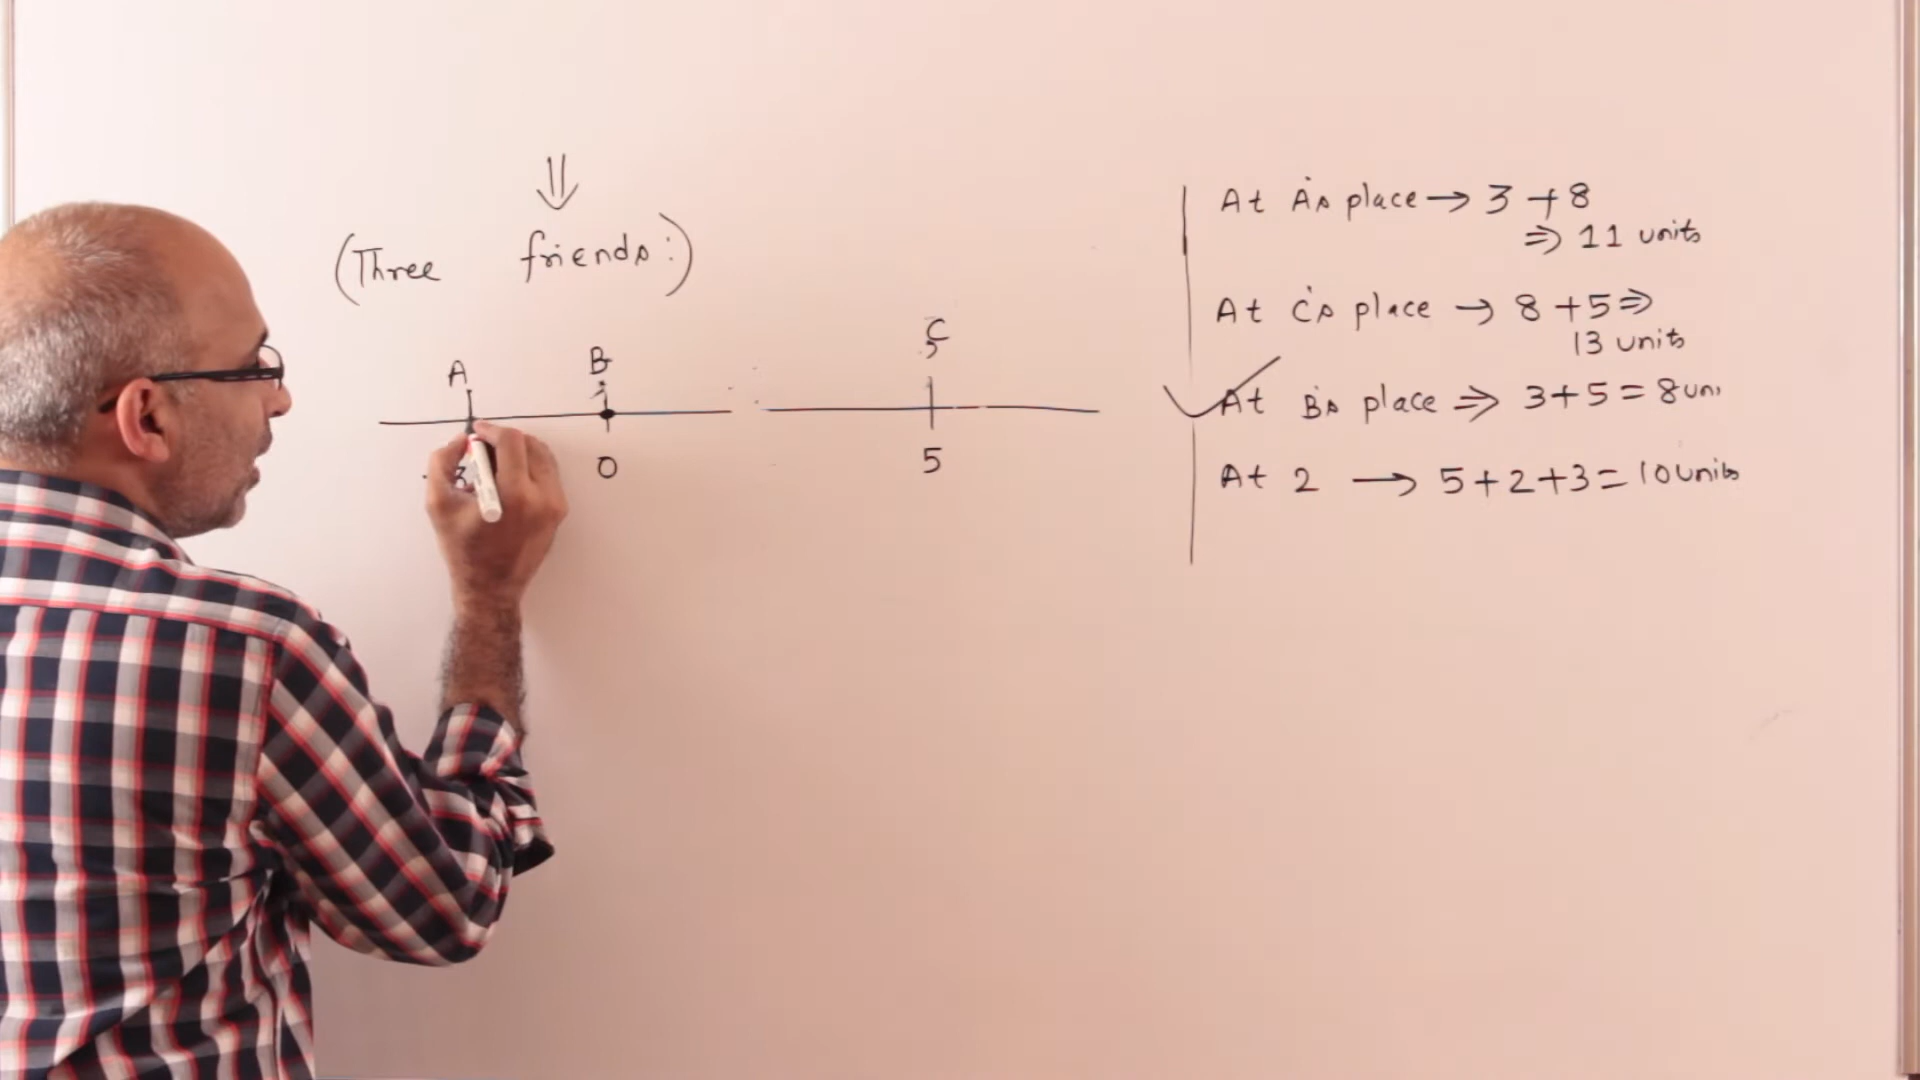 ⇓
(Three friends:)
A B C
-3 0 5
At A's place → 3 + 8
⇒ 11 units
At C's place → 8 + 5 ⇒
13 units
✓ At B's place ⇒ 3 + 5 = 8 uni
At 2 → 5 + 2 + 3 = 10 units